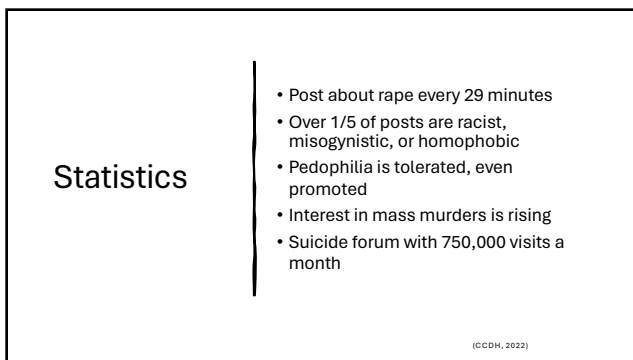 Statistics
• Post about rape every 29 minutes
• Over 1/5 of posts are racist,
misogynistic, or homophobic
• Pedophilia is tolerated, even
promoted
• Interest in mass murders is rising
• Suicide forum with 750,000 visits a
month
(CCDH, 2022)